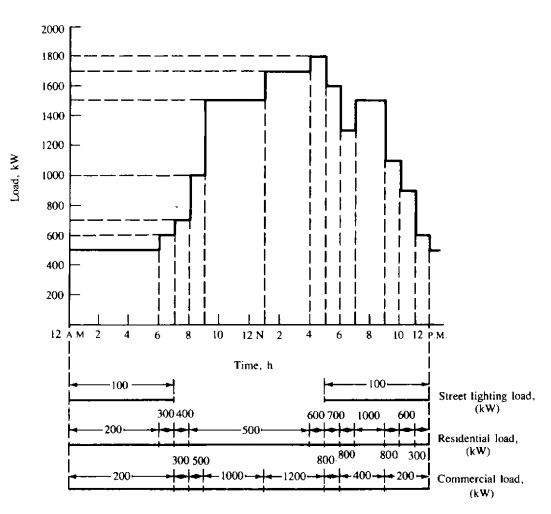 2000
1800
1600
1400
1200
1000
800
600
400
200
Load, kW
12 A M 2 4 6 8 10 12 N 2 4 6 8 10 12 P.M.
Time, h
100 100
Street lighting load,
(kW)
200 300 400 500 600 700 800 1000 800 600 300
Residential load,
(kW)
200 300 500 1000 1200 800 400 200
Commercial load,
(kW)